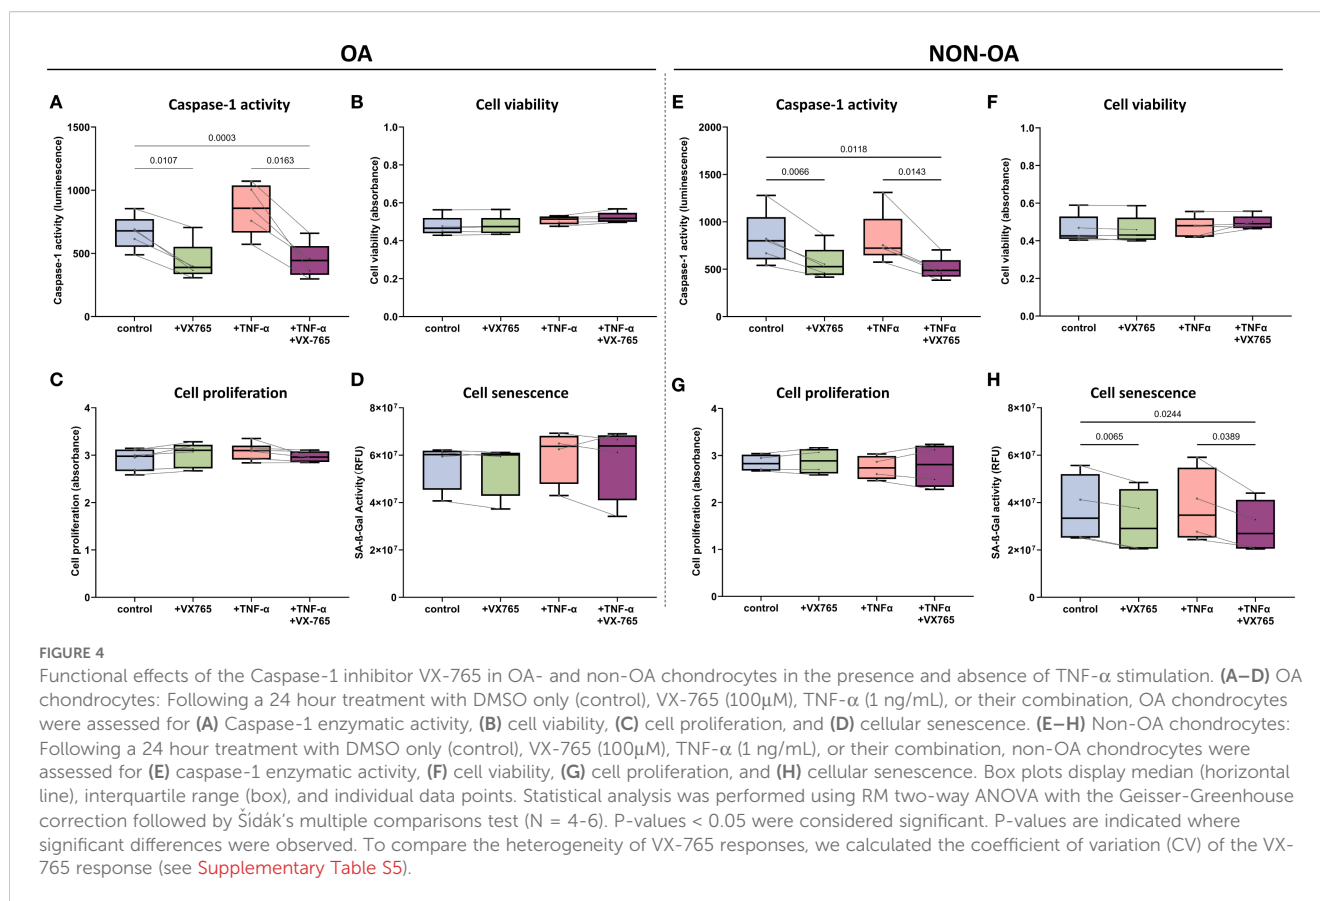 OA
NON-OA
A
Caspase-1 activity
Caspase-1 activity (luminescence)
1500
1000
500
0
0.0003
0.0107
0.0163
control
+VX765
+TNF-α
+TNF-α
+VX-765
B
Cell viability
Cell viability (absorbance)
1.0
0.8
0.6
0.4
0.2
0.0
control
+VX765
+TNF-α
+TNF-α
+VX-765
E
Caspase-1 activity
Caspase-1 activity (luminescence)
2000
1500
1000
500
0
0.0118
0.0066
0.0143
control
+VX765
+TNFα
+TNFα
+VX765
F
Cell viability
Cell viability (absorbance)
1.0
0.8
0.6
0.4
0.2
0.0
control
+VX765
+TNFα
+TNFα
+VX765
C
Cell proliferation
Cell proliferation (absorbance)
4
3
2
1
0
control
+VX765
+TNF-α
+TNF-α
+VX-765
D
Cell senescence
SA-ß-Gal Activity (RFU)
8×10⁷
6×10⁷
4×10⁷
2×10⁷
0
control
+VX765
+TNF-α
+TNF-α
+VX-765
G
Cell proliferation
Cell proliferation (absorbance)
4
3
2
1
0
control
+VX765
+TNFα
+TNFα
+VX765
H
Cell senescence
SA-ß-Gal activity (RFU)
8×10⁷
6×10⁷
4×10⁷
2×10⁷
0
0.0244
0.0065
0.0389
control
+VX765
+TNFα
+TNFα
+VX765
FIGURE 4
Functional effects of the Caspase-1 inhibitor VX-765 in OA- and non-OA chondrocytes in the presence and absence of TNF-α stimulation. (A–D) OA
chondrocytes: Following a 24 hour treatment with DMSO only (control), VX-765 (100µM), TNF-α (1 ng/mL), or their combination, OA chondrocytes
were assessed for (A) Caspase-1 enzymatic activity, (B) cell viability, (C) cell proliferation, and (D) cellular senescence. (E–H) Non-OA chondrocytes:
Following a 24 hour treatment with DMSO only (control), VX-765 (100µM), TNF-α (1 ng/mL), or their combination, non-OA chondrocytes were
assessed for (E) caspase-1 enzymatic activity, (F) cell viability, (G) cell proliferation, and (H) cellular senescence. Box plots display median (horizontal
line), interquartile range (box), and individual data points. Statistical analysis was performed using RM two-way ANOVA with the Geisser-Greenhouse
correction followed by Šídák's multiple comparisons test (N = 4-6). P-values < 0.05 were considered significant. P-values are indicated where
significant differences were observed. To compare the heterogeneity of VX-765 responses, we calculated the coefficient of variation (CV) of the VX-
765 response (see Supplementary Table S5).